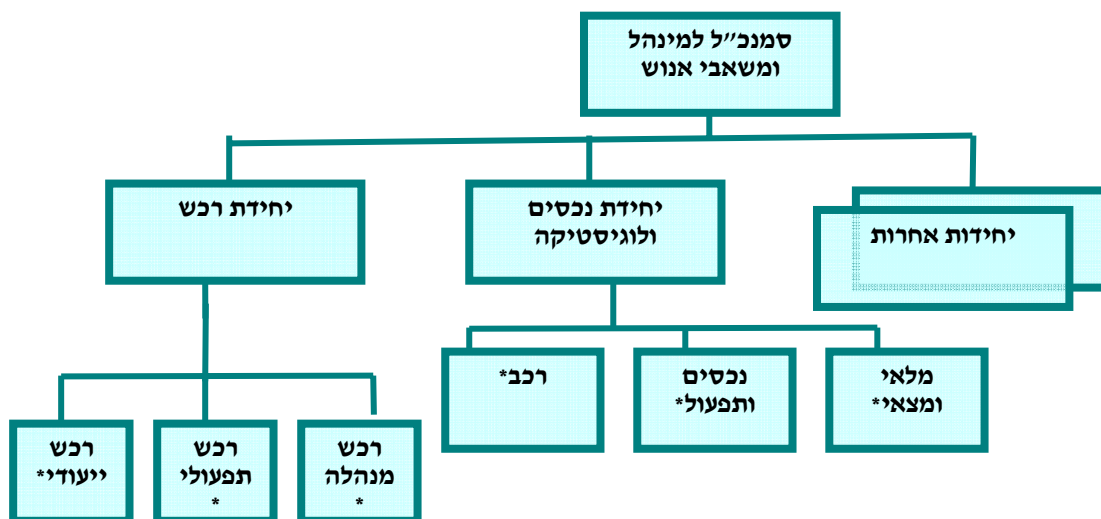 סמנכ״ל למינהל
ומשאבי אנוש
יחידות אחרות
יחידת נכסים
ולוגיסטיקה
יחידת רכש
מלאי
ומצאי*
נכסים
ותפעול*
רכב*
רכש
מנהלה
*
רכש
תפעולי
*
רכש
ייעודי*